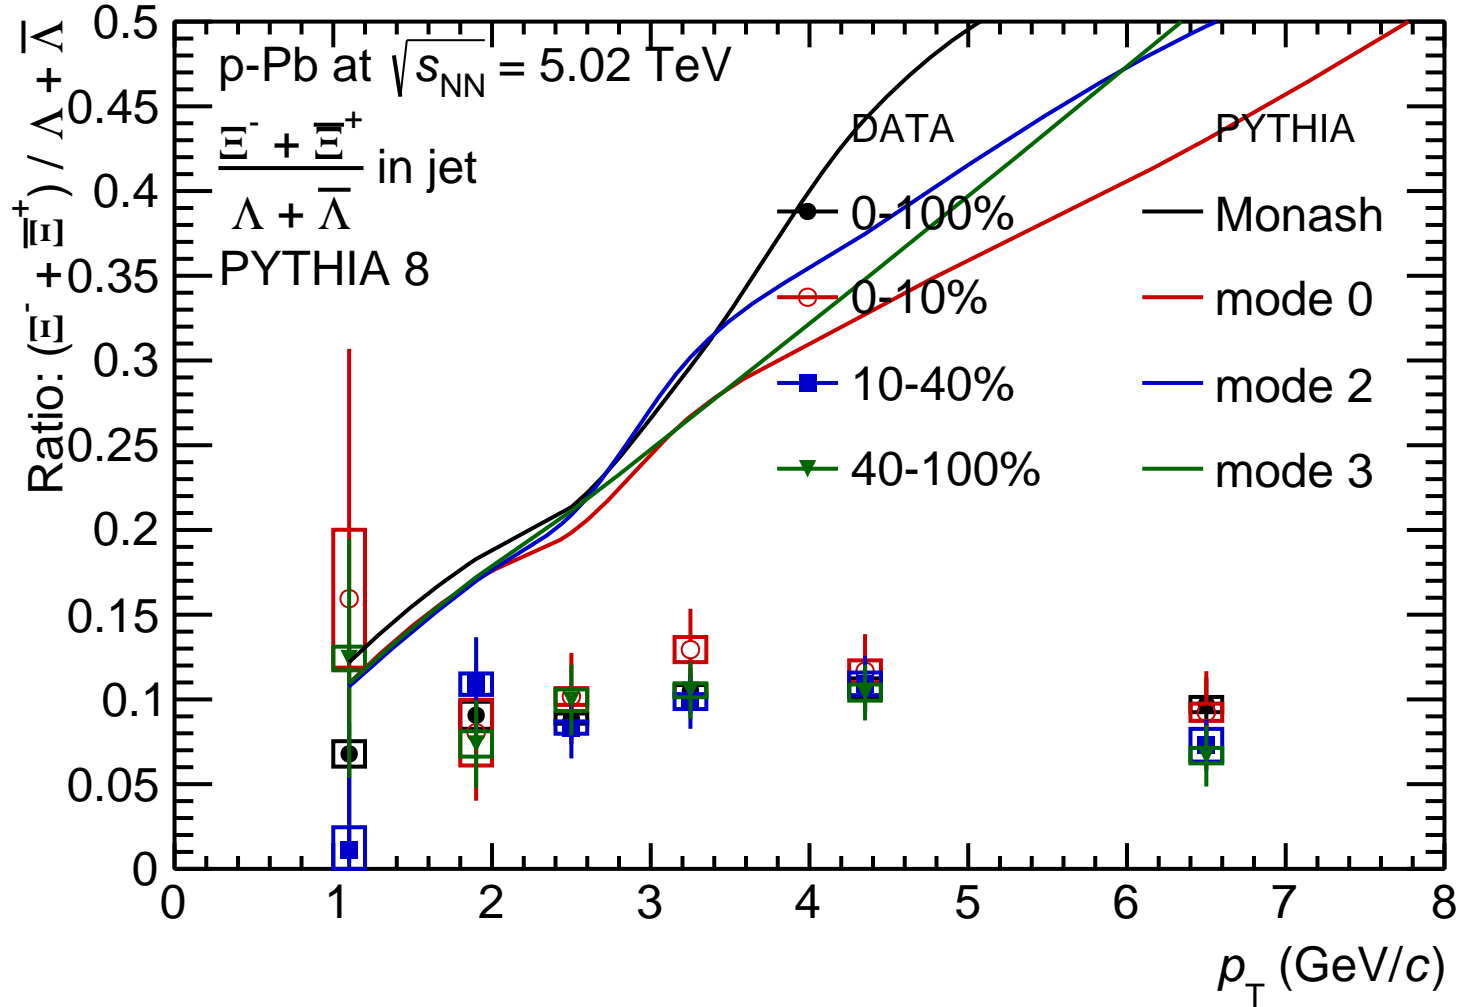 Ratio: (Ξ⁻ + Ξ̅⁺) / Λ + Λ̅
0.5
0.45
0.4
0.35
0.3
0.25
0.2
0.15
0.1
0.05
0
p-Pb at √s_NN = 5.02 TeV
Ξ⁻ + Ξ̅⁺
in jet
Λ + Λ̅
PYTHIA 8
DATA
0-100%
0-10%
10-40%
40-100%
PYTHIA
Monash
mode 0
mode 2
mode 3
0 1 2 3 4 5 6 7 8
p_T (GeV/c)